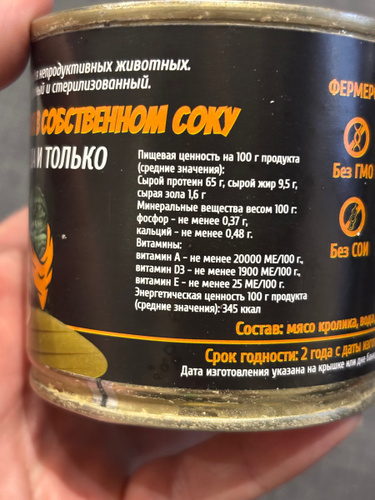 непродуктивных животных.
и стерилизованный.
В СОБСТВЕННОМ СОКУ
И ТОЛЬКО
Пищевая ценность на 100 г продукта
(средние значения):
Сырой протеин 65 г, сырой жир 9,5 г,
сырая зола 1,6 г
Минеральные вещества весом 100 г:
фосфор - не менее 0,37 г,
кальций - не менее 0,48 г.
Витамины:
витамин А - не менее 20000 МЕ/100 г.,
витамин D3 - не менее 1900 МЕ/100 г.,
витамин Е - не менее 25 МЕ/100 г.
Энергетическая ценность 100 г продукта
(средние значения): 345 ккал
ФЕРМЕР
Без ГМО
Без СОИ
Состав: мясо кролика, вода
Срок годности: 2 года с даты изгот
Дата изготовления указана на крышке или дне банк